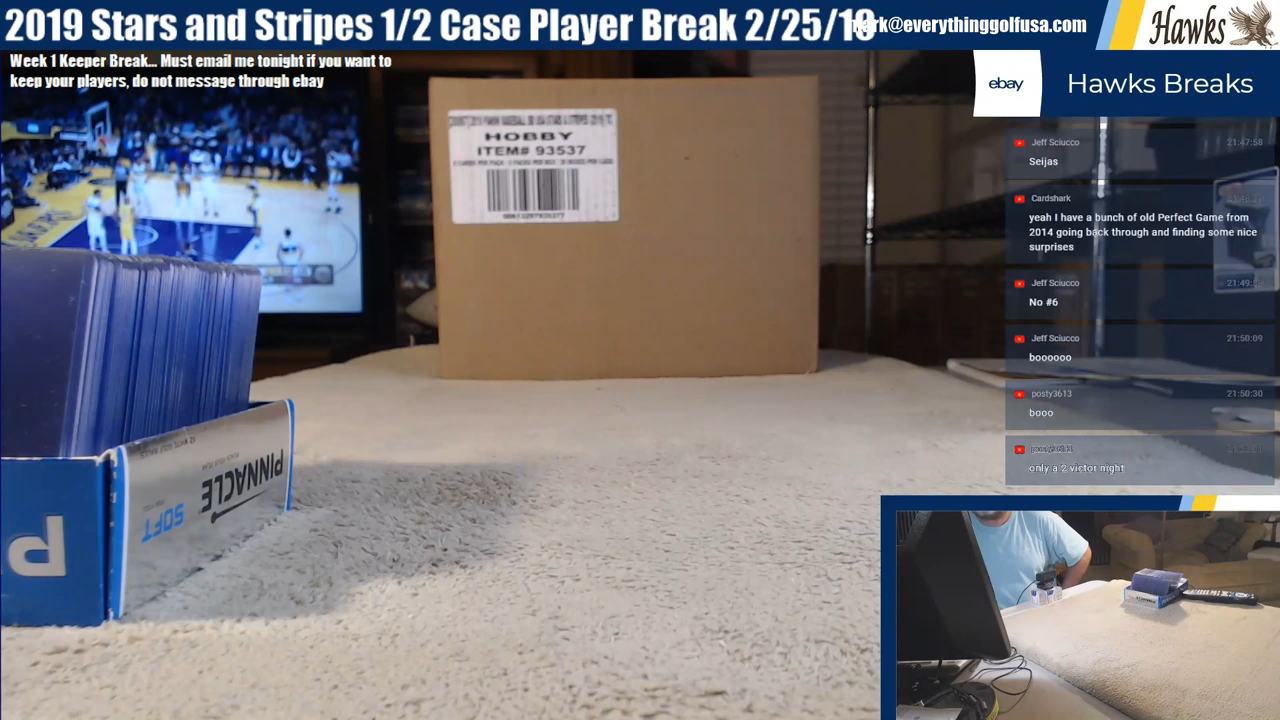 2019 Stars and Stripes 1/2 Case Player Break 2/25/19
@everythinggolfusa.com
Hawks
Week 1 Keeper Break... Must email me tonight if you want to
keep your players, do not message through ebay
ebay
Hawks Breaks
HOBBY
ITEM# 93537
Jeff Sciucco 21:47:58
Seijas
Cardshark
yeah I have a bunch of old Perfect Game from
2014 going back through and finding some nice
surprises
Jeff Sciucco
No #6
Jeff Sciucco 21:50:09
boooooo
posty3613 21:50:30
booo
only a 2 victor night
PINNACLE
SOFT
P